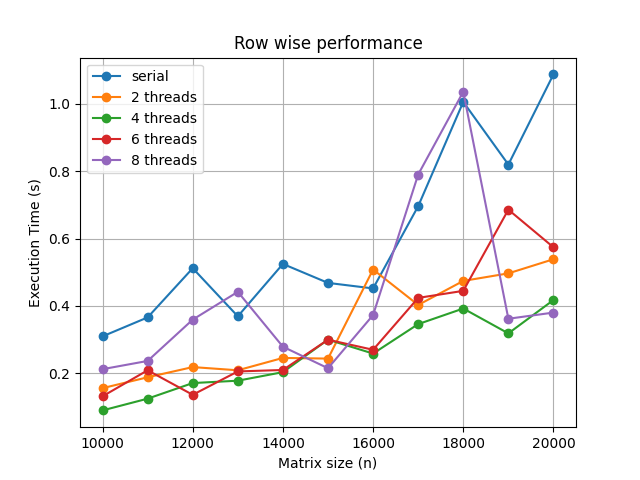 Row wise performance
serial
2 threads
4 threads
6 threads
8 threads
1.0
0.8
0.6
0.4
0.2
Execution Time (s)
10000 12000 14000 16000 18000 20000
Matrix size (n)